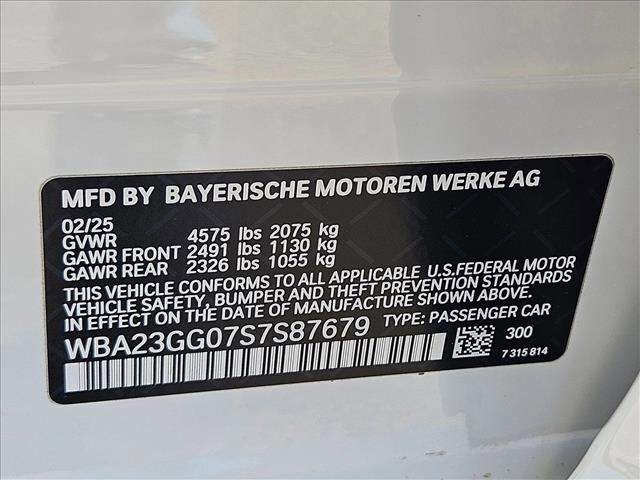 MFD BY BAYERISCHE MOTOREN WERKE AG
02/25
GVWR 4575 lbs 2075 kg
GAWR FRONT 2491 lbs 1130 kg
GAWR REAR 2326 lbs 1055 kg
THIS VEHICLE CONFORMS TO ALL APPLICABLE U.S.FEDERAL MOTOR
VEHICLE SAFETY, BUMPER, AND THEFT PREVENTION STANDARDS
IN EFFECT ON THE DATE OF MANUFACTURE SHOWN ABOVE.
WBA23GG07S7S87679 TYPE: PASSENGER CAR
300
7 315 814